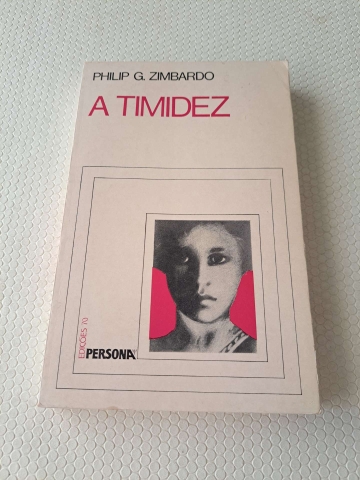 PHILIP G. ZIMBARDO
A TIMIDEZ
EDIÇÕES 70
PERSONA